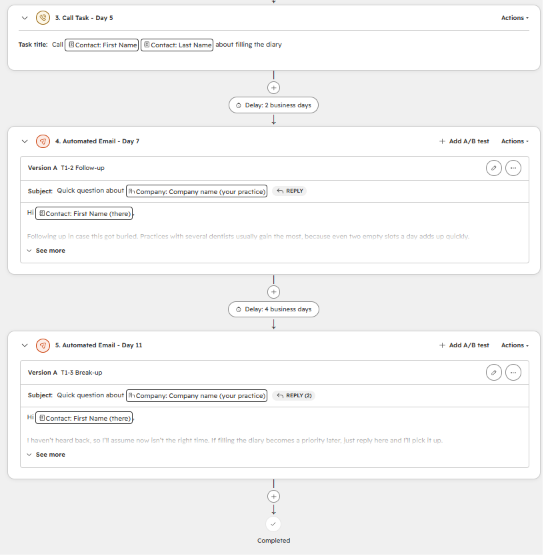 3. Call Task - Day 5
Actions
Task title: Call Contact: First Name Contact: Last Name about filling the diary
Delay: 2 business days
4. Automated Email - Day 7
+ Add A/B test Actions
Version A T1-2 Follow-up
Subject: Quick question about Company: Company name (your practice) REPLY
Hi Contact: First Name (there),
Following up in case this got buried. Practices with several dentists usually gain the most, because even two empty slots a day adds up quickly.
See more
Delay: 4 business days
5. Automated Email - Day 11
+ Add A/B test Actions
Version A T1-3 Break-up
Subject: Quick question about Company: Company name (your practice) REPLY (2)
Hi Contact: First Name (there),
I haven't heard back, so I'll assume now isn't the right time. If filling the diary becomes a priority later, just reply here and I'll pick it up.
See more
Completed